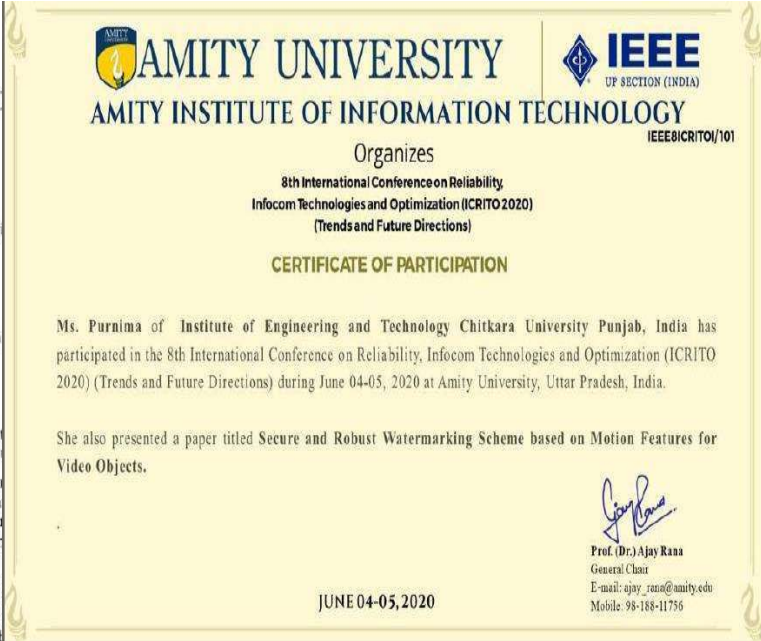 AMITY
AMITY UNIVERSITY
IEEE
UP SECTION (INDIA)
AMITY INSTITUTE OF INFORMATION TECHNOLOGY
IEEE8ICRITOI/101
Organizes
8th International Conference on Reliability,
Infocom Technologies and Optimization (ICRITO 2020)
(Trends and Future Directions)
CERTIFICATE OF PARTICIPATION
Ms. Purnima of Institute of Engineering and Technology Chitkara University Punjab, India has
participated in the 8th International Conference on Reliability, Infocom Technologies and Optimization (ICRITO
2020) (Trends and Future Directions) during June 04-05, 2020 at Amity University, Uttar Pradesh, India.
She also presented a paper titled Secure and Robust Watermarking Scheme based on Motion Features for
Video Objects.
.
Ajay Rana
Prof. (Dr.) Ajay Rana
General Chair
E-mail: ajay_rana@amity.edu
Mobile: 98-188-11756
JUNE 04-05, 2020